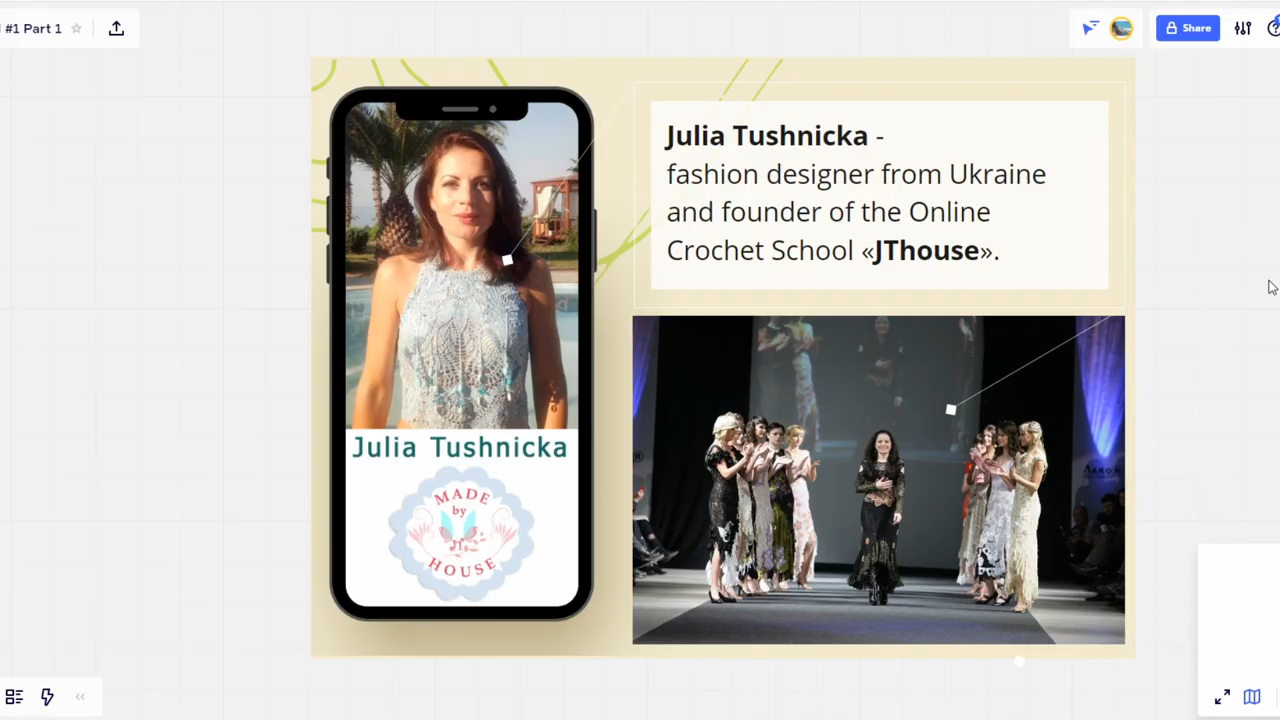 #1 Part 1
Share
Julia Tushnicka -
fashion designer from Ukraine
and founder of the Online
Crochet School «JThouse».
Julia Tushnicka
MADE
by
JT
HOUSE